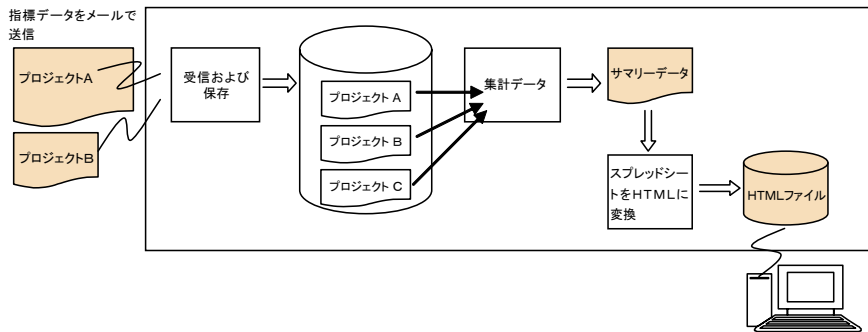 指標データをメールで
送信
プロジェクトA
プロジェクトB
受信および
保存
プロジェクト A
プロジェクト B
プロジェクト C
集計データ
サマリーデータ
スプレッドシー
トをHTMLに
変換
HTMLファイル